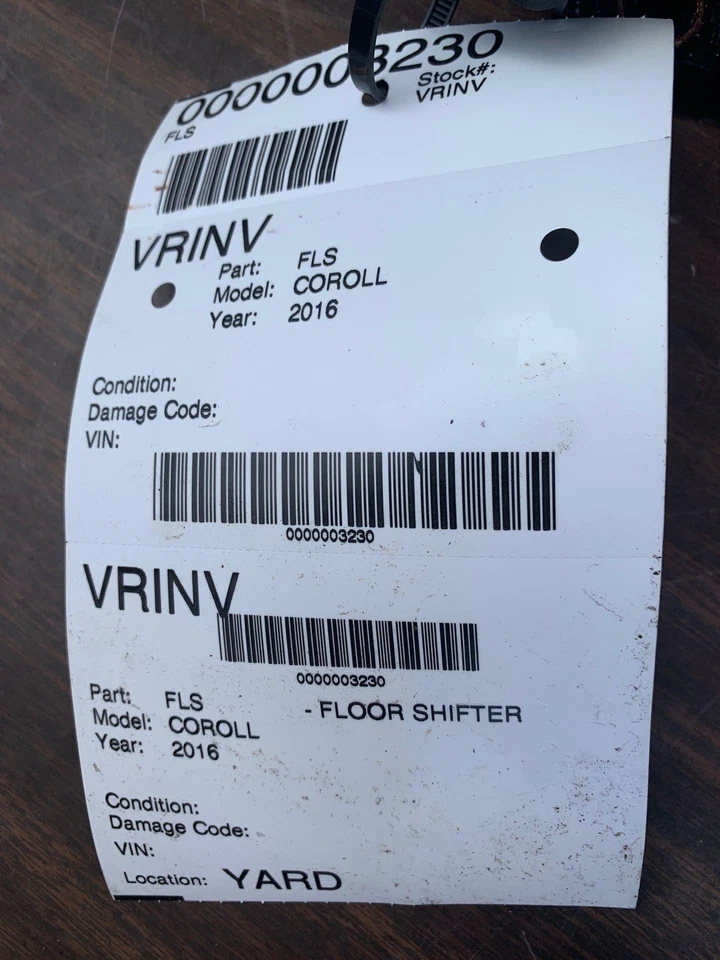 0000003230
FLS
Stock#:
VRINV
VRINV
Part: FLS
Model: COROLL
Year: 2016
Condition:
Damage Code:
VIN:
0000003230
VRINV
0000003230
Part: FLS - FLOOR SHIFTER
Model: COROLL
Year: 2016
Condition:
Damage Code:
VIN:
Location: YARD